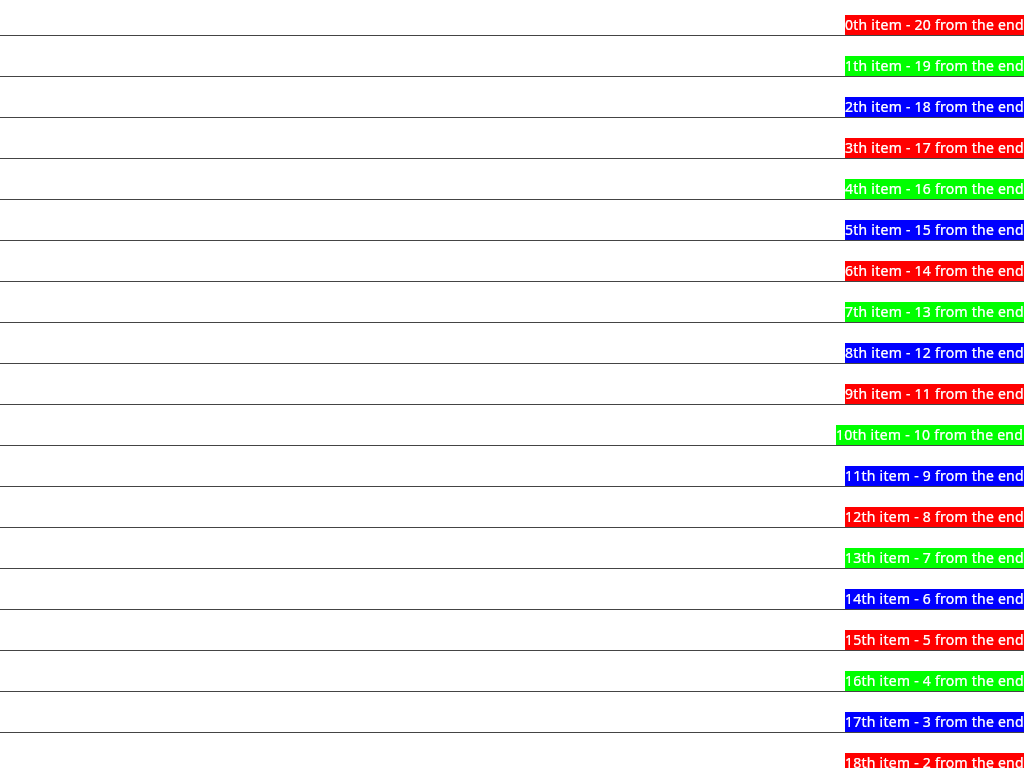 0th item - 20 from the end
1th item - 19 from the end
2th item - 18 from the end
3th item - 17 from the end
4th item - 16 from the end
5th item - 15 from the end
6th item - 14 from the end
7th item - 13 from the end
8th item - 12 from the end
9th item - 11 from the end
10th item - 10 from the end
11th item - 9 from the end
12th item - 8 from the end
13th item - 7 from the end
14th item - 6 from the end
15th item - 5 from the end
16th item - 4 from the end
17th item - 3 from the end
18th item - 2 from the end